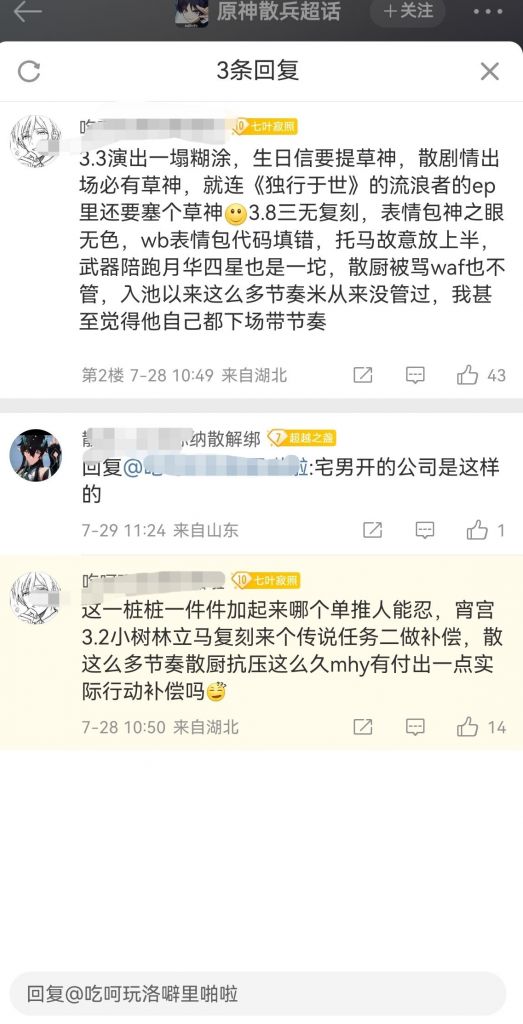 原神散兵超话
+关注
3条回复
吃
10 七叶寂照
3.3演出一塌糊涂，生日信要提草神，散剧情出
场必有草神，就连《独行于世》的流浪者的ep
里还要塞个草神🙂3.8三无复刻，表情包神之眼
无色，wb表情包代码填错，托马故意放上半，
武器陪跑月华四星也是一坨，散厨被骂waf也不
管，入池以来这么多节奏米从来没管过，我甚
至觉得他自己都下场带节奏
第2楼 7-28 10:49 来自湖北
43
纳散解绑 7 超越之盏
回复@ 啦:宅男开的公司是这样
的
7-29 11:24 来自山东
1
吃呵 10 七叶寂照
这一桩桩一件件加起来哪个单推人能忍，宵宫
3.2小树林立马复刻来个传说任务二做补偿，散
这么多节奏散厨抗压这么久mhy有付出一点实
际行动补偿吗
7-28 10:50 来自湖北
14
回复@吃呵玩洛噼里啪啦